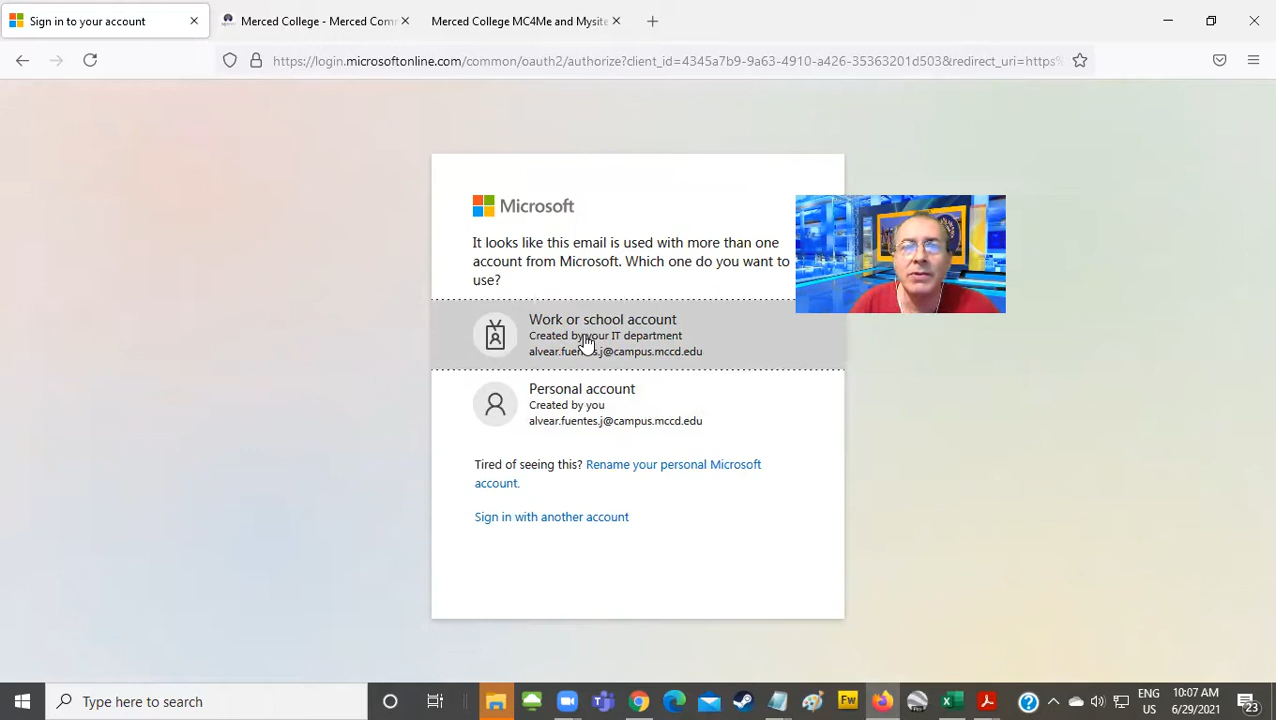 Sign in to your account
Merced College - Merced Com
Merced College MC4Me and Mysite
https://login.microsoftonline.com/common/oauth2/authorize?client_id=4345a7b9-9a63-4910-a426-35363201d503&redirect_uri=https%
Microsoft
It looks like this email is used with more than one
account from Microsoft. Which one do you want to
use?
Work or school account
Created by your IT department
alvear.fuentes.j@campus.mccd.edu
Personal account
Created by you
alvear.fuentes.j@campus.mccd.edu
Tired of seeing this? Rename your personal Microsoft
account.
Sign in with another account
Type here to search
Fw
ENG
US
10:07 AM
6/29/2021
23